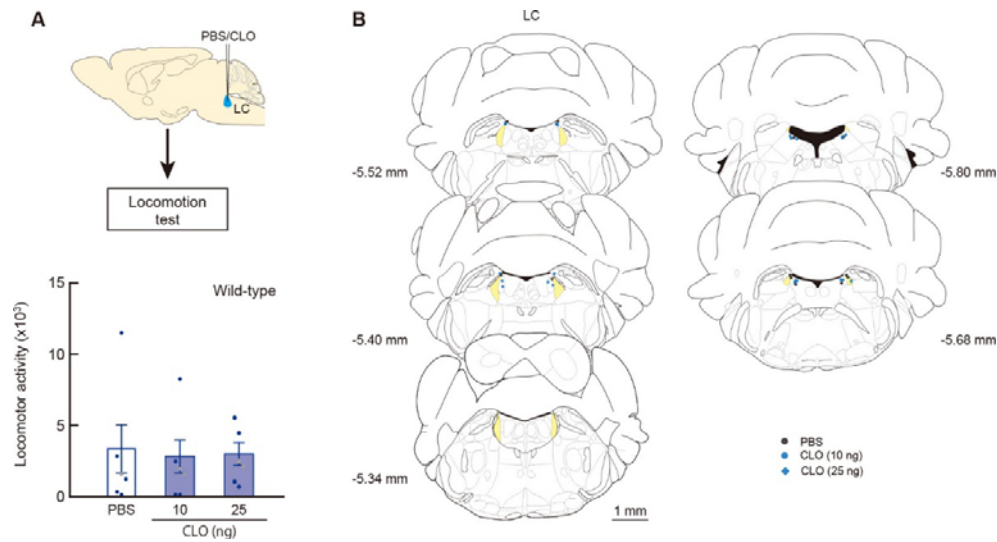 A
PBS/CLO
LC
Locomotion
test
Wild-type
Locomotor activity (x10³)
15
10
5
0
PBS
10
25
CLO (ng)
B
LC
-5.52 mm
-5.80 mm
-5.40 mm
-5.68 mm
-5.34 mm
PBS
CLO (10 ng)
CLO (25 ng)
1 mm